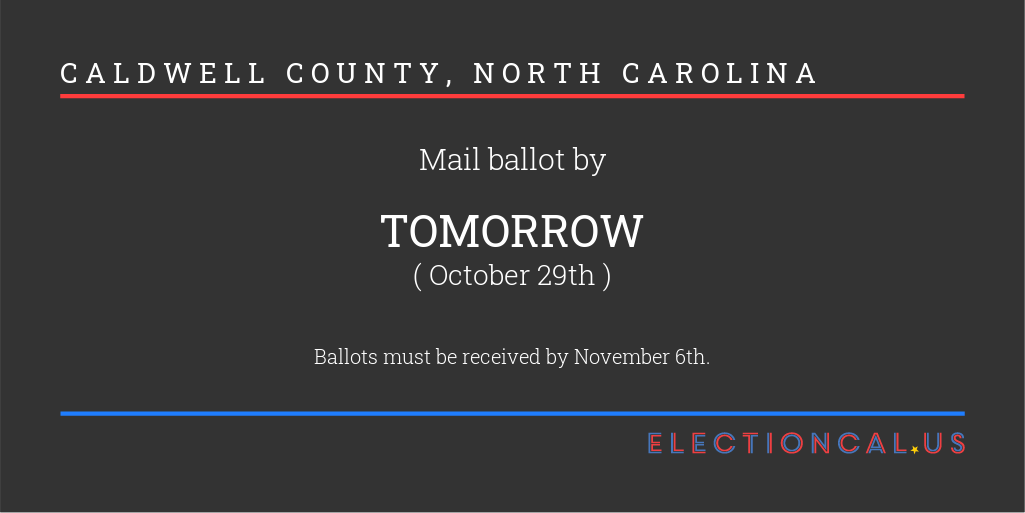 CALDWELL COUNTY, NORTH CAROLINA
Mail ballot by
TOMORROW
( October 29th )
Ballots must be received by November 6th.
ELECTIONCAL.US